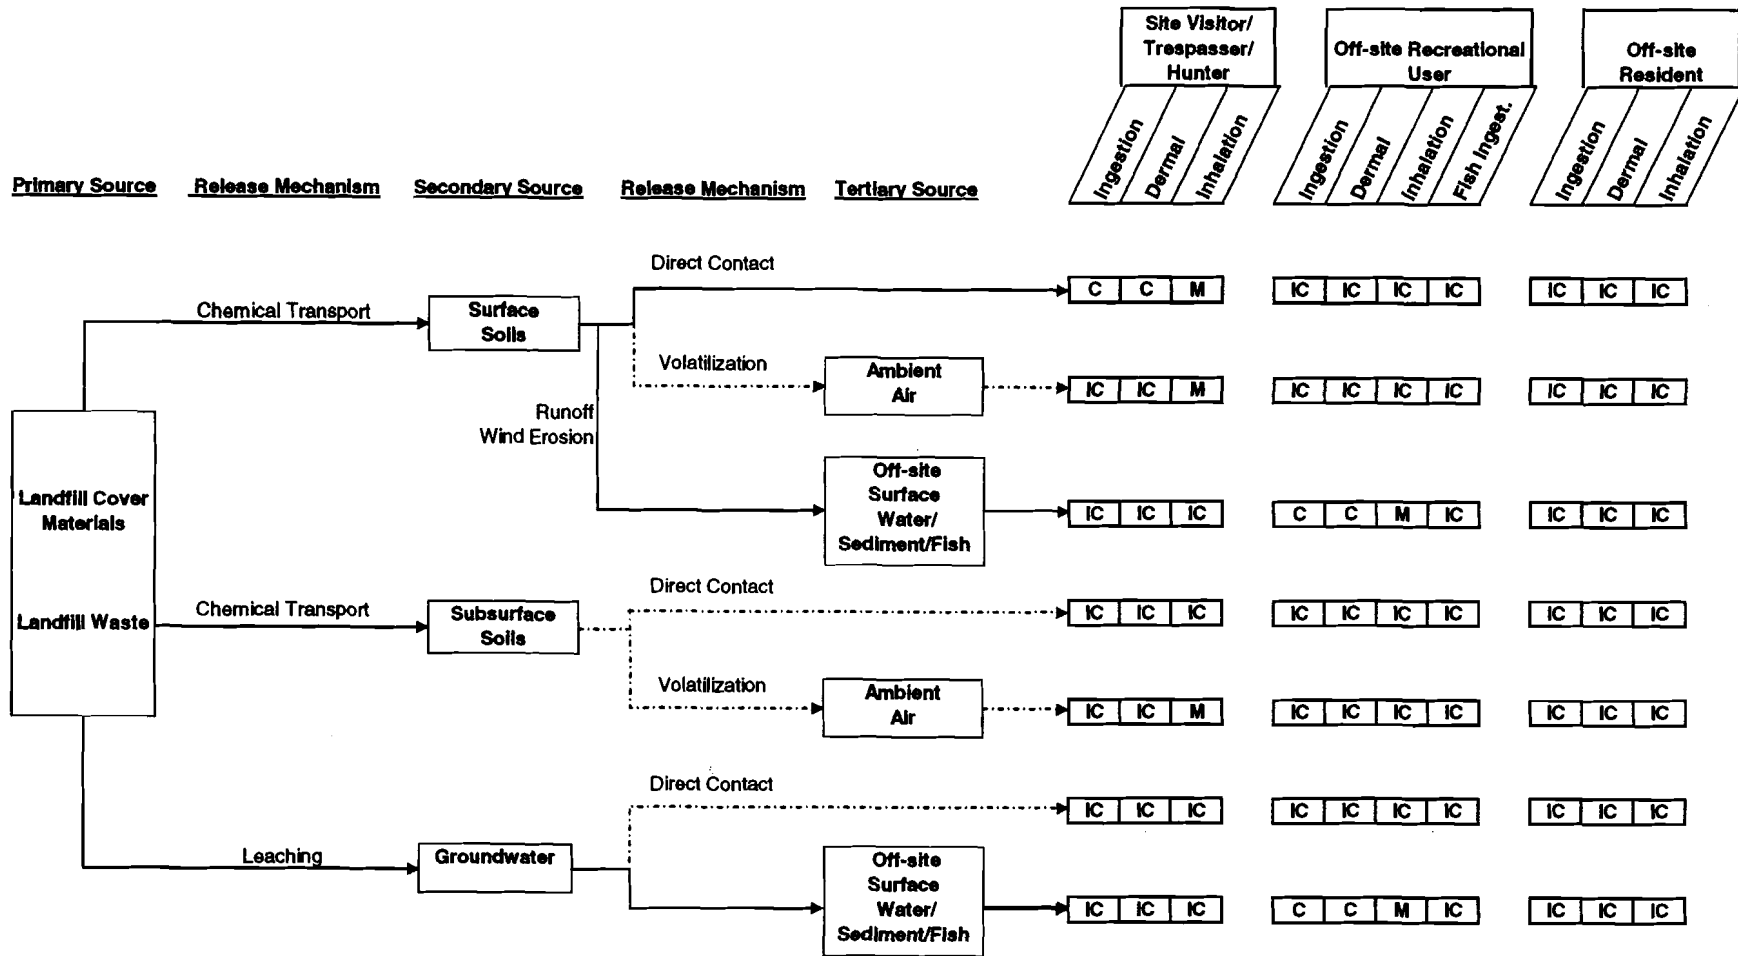 Site Visitor/
Trespasser/
Hunter
Off-site Recreational
User
Off-site
Resident
Ingestion
Dermal
Inhalation
Ingestion
Dermal
Inhalation
Fish Ingest.
Ingestion
Dermal
Inhalation
Primary Source
Release Mechanism
Secondary Source
Release Mechanism
Tertiary Source
Direct Contact
C C M
IC IC IC IC
IC IC IC
Chemical Transport
Surface
Soils
Volatilization
Ambient
Air
IC IC M
IC IC IC IC
IC IC IC
Runoff
Wind Erosion
Off-site
Surface
Water/
Sediment/Fish
IC IC IC
C C M IC
IC IC IC
Landfill Cover
Materials
Landfill Waste
Chemical Transport
Subsurface
Soils
Direct Contact
IC IC IC
IC IC IC IC
IC IC IC
Volatilization
Ambient
Air
IC IC M
IC IC IC IC
IC IC IC
Direct Contact
IC IC IC
IC IC IC IC
IC IC IC
Leaching
Groundwater
Off-site
Surface
Water/
Sediment/Fish
IC IC IC
C C M IC
IC IC IC